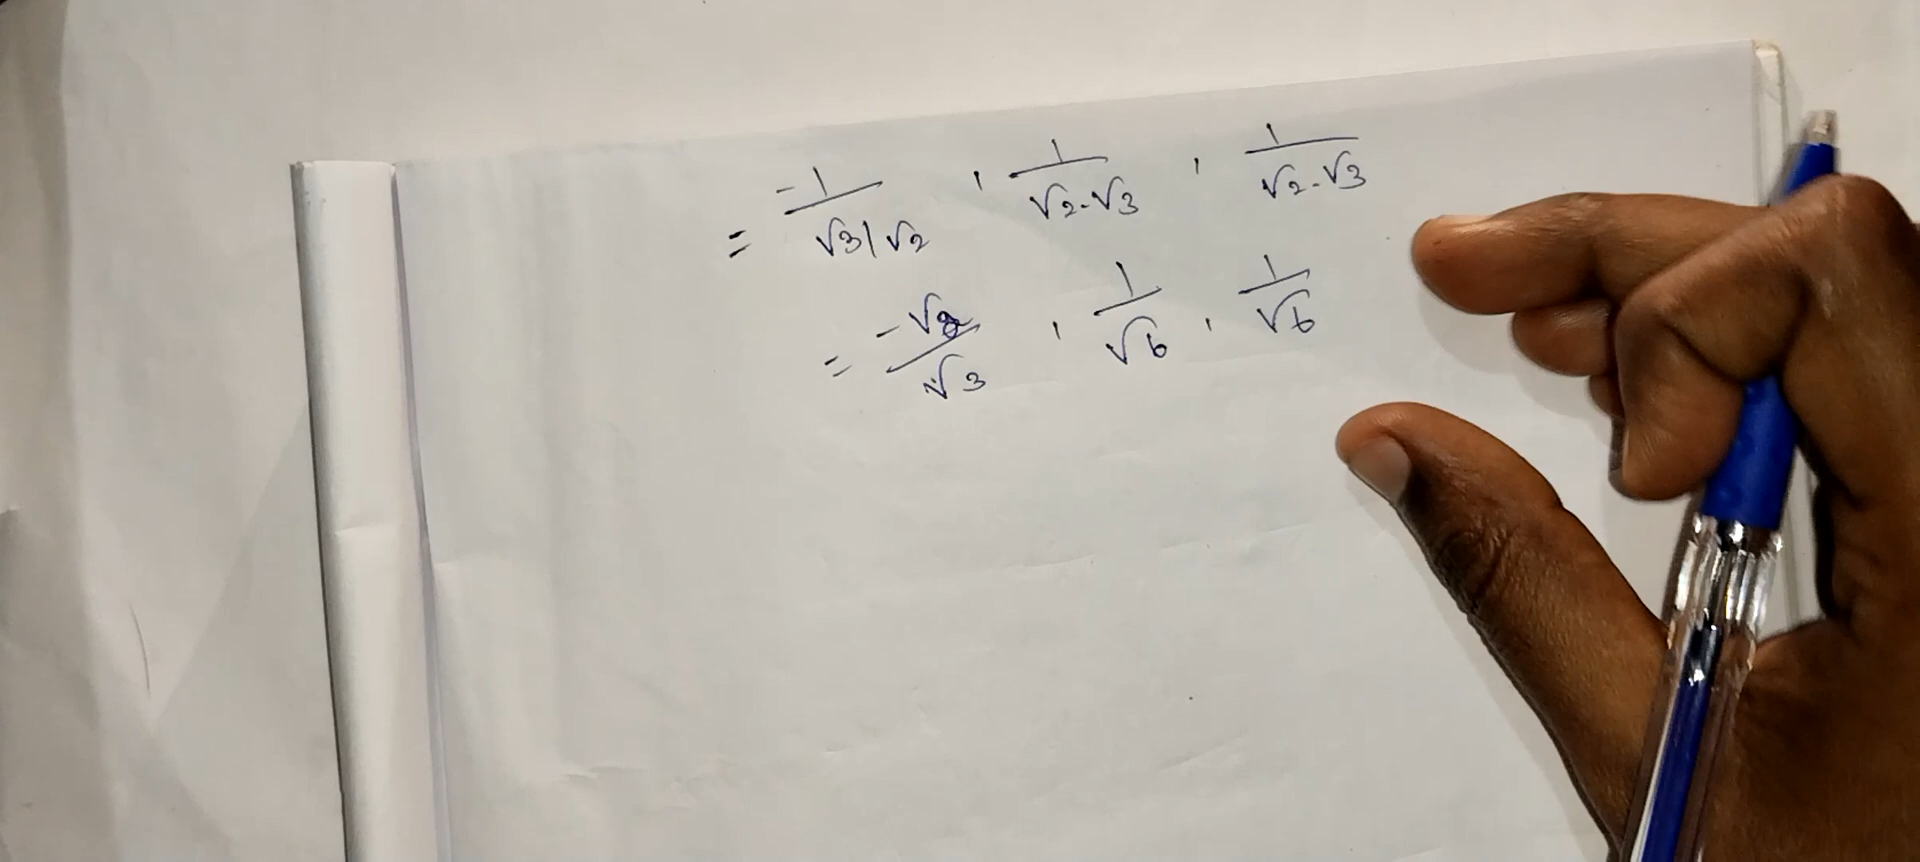 = -1/√3/√2 , 1/√2.√3 , 1/√2.√3
= -√2/√3 , 1/√6 , 1/√6